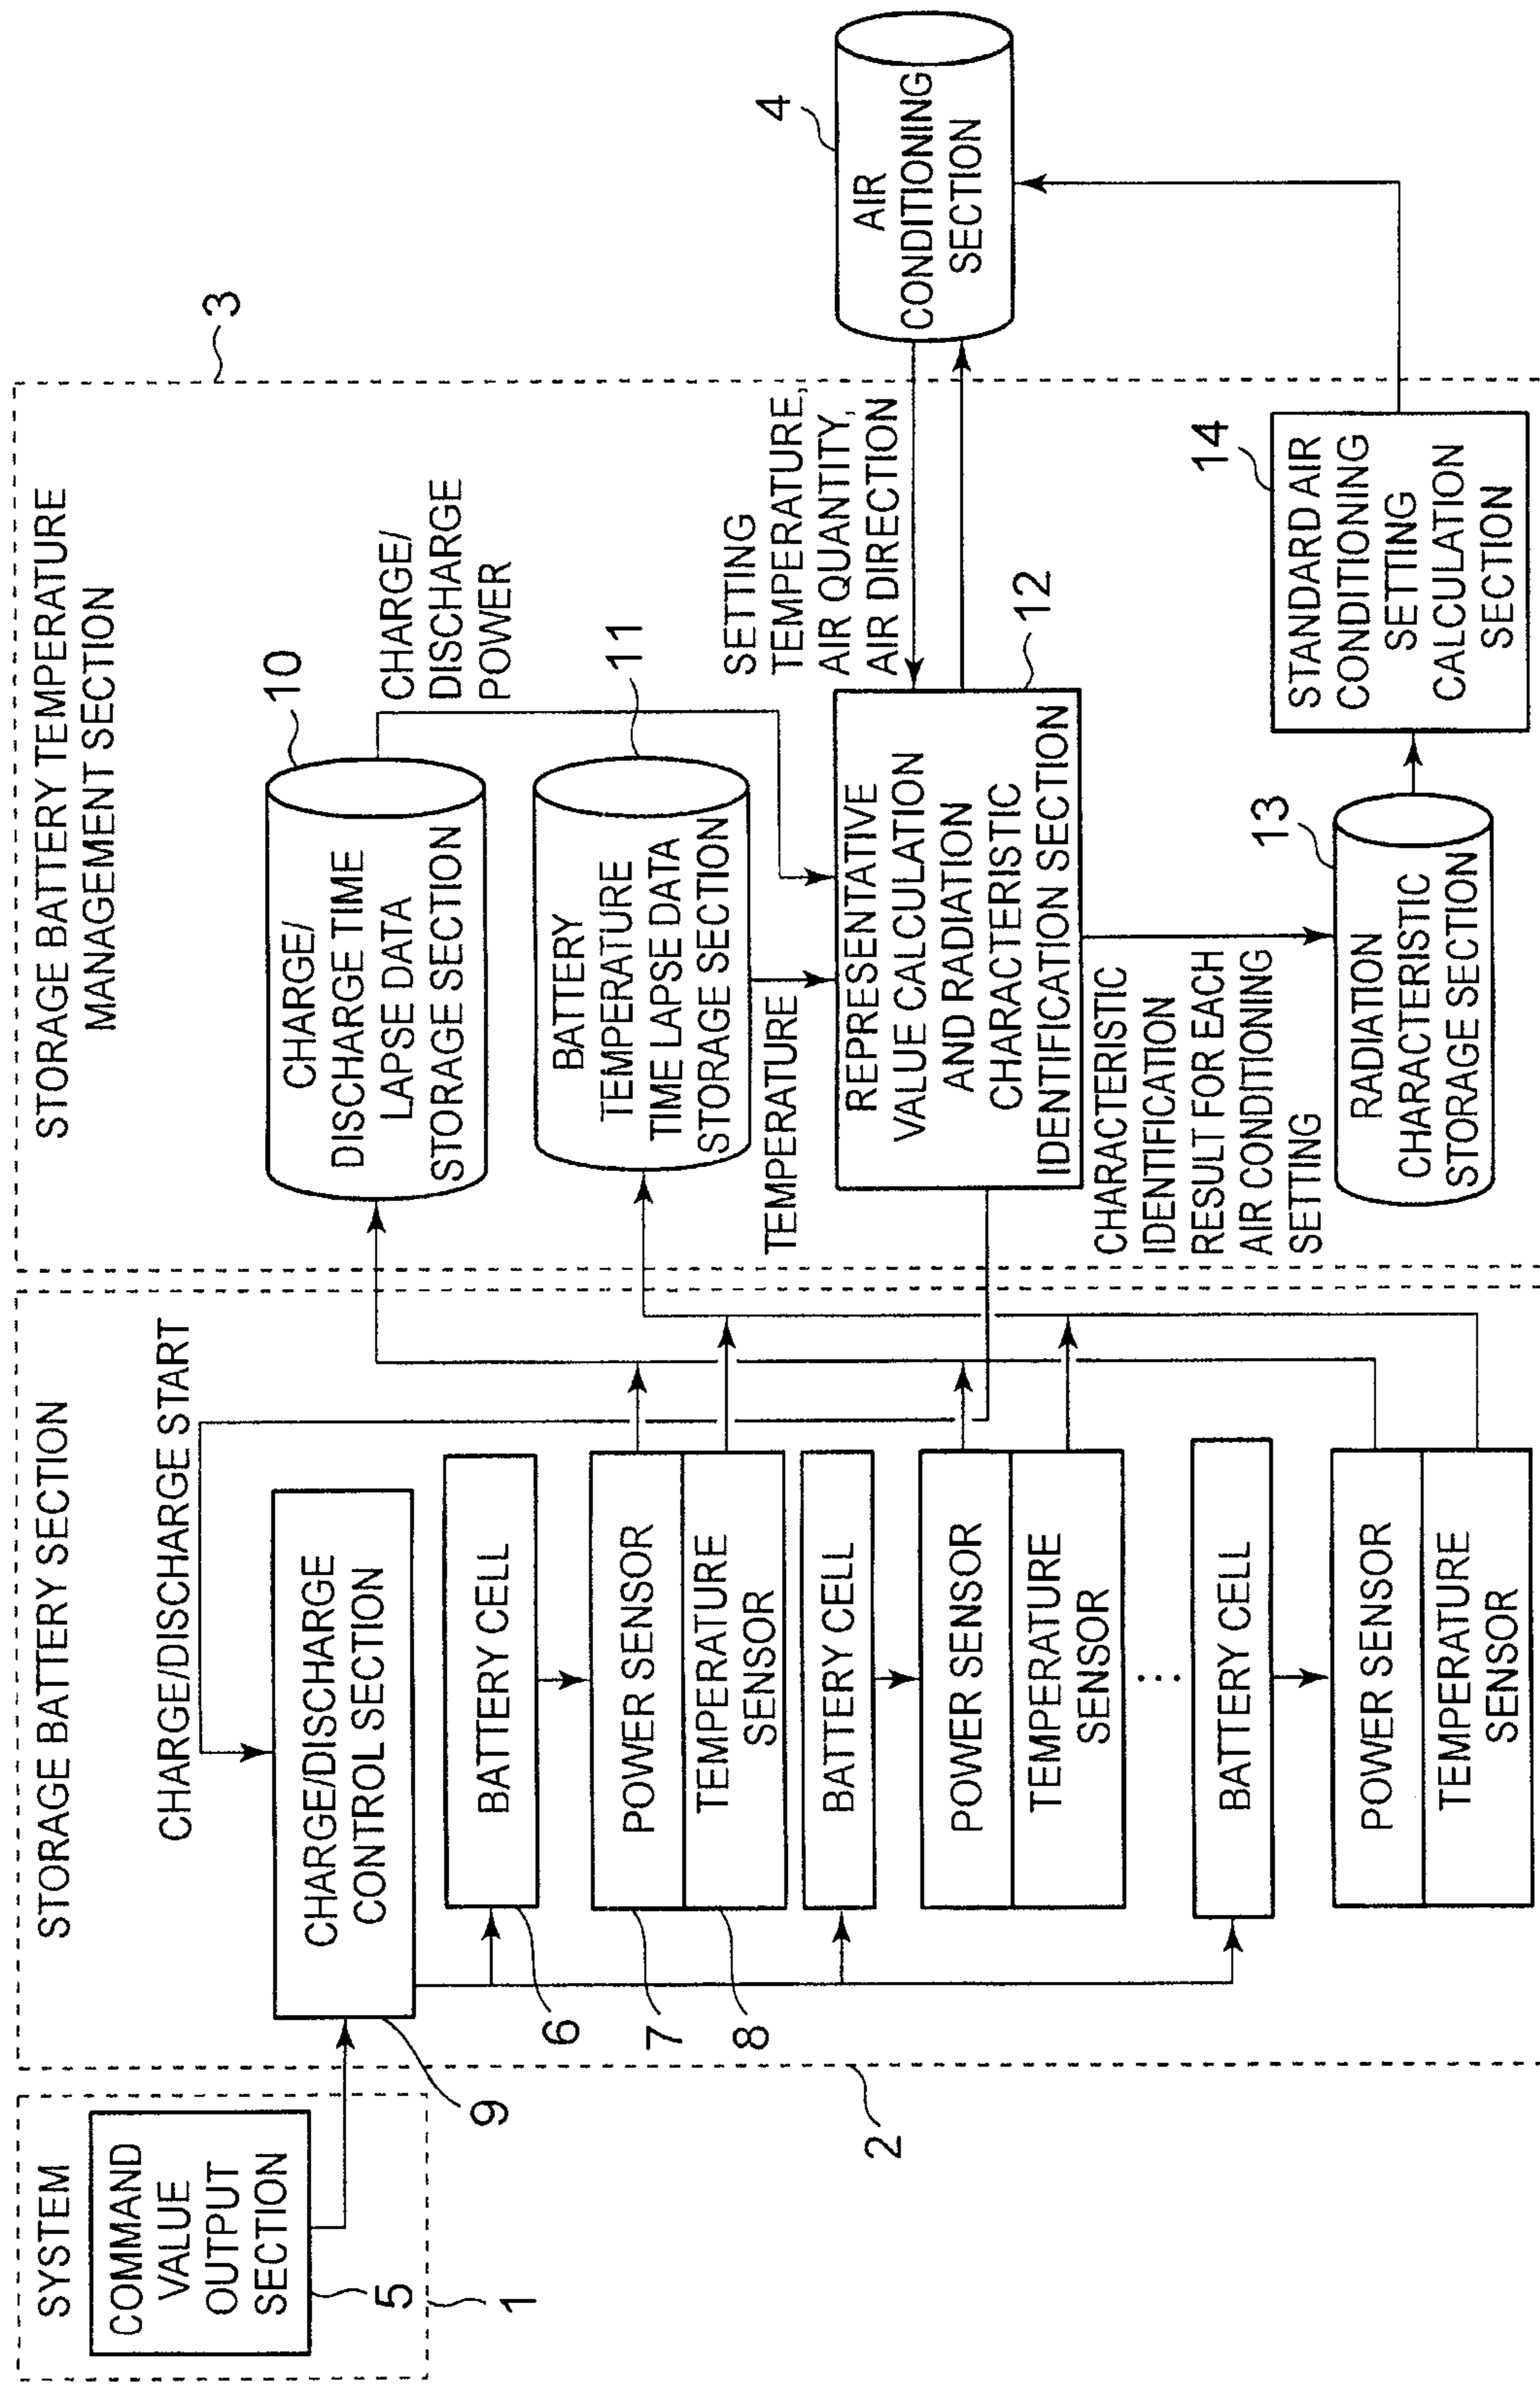 SYSTEM
COMMAND
VALUE
OUTPUT
SECTION
5
1
STORAGE BATTERY SECTION
CHARGE/DISCHARGE START
CHARGE/DISCHARGE
CONTROL SECTION
9
BATTERY CELL
6
POWER SENSOR
7
TEMPERATURE
SENSOR
8
BATTERY CELL
POWER SENSOR
TEMPERATURE
SENSOR
...
BATTERY CELL
POWER SENSOR
TEMPERATURE
SENSOR
2
STORAGE BATTERY TEMPERATURE
MANAGEMENT SECTION
3
CHARGE/
DISCHARGE TIME
LAPSE DATA
STORAGE SECTION
10
CHARGE/
DISCHARGE
POWER
BATTERY
TEMPERATURE
TIME LAPSE DATA
STORAGE SECTION
11
TEMPERATURE
SETTING
TEMPERATURE,
AIR QUANTITY,
AIR DIRECTION
REPRESENTATIVE
VALUE CALCULATION
AND RADIATION
CHARACTERISTIC
IDENTIFICATION SECTION
12
CHARACTERISTIC
IDENTIFICATION
RESULT FOR EACH
AIR CONDITIONING
SETTING
RADIATION
CHARACTERISTIC
STORAGE SECTION
13
STANDARD AIR
CONDITIONING
SETTING
CALCULATION
SECTION
14
AIR
CONDITIONING
SECTION
4